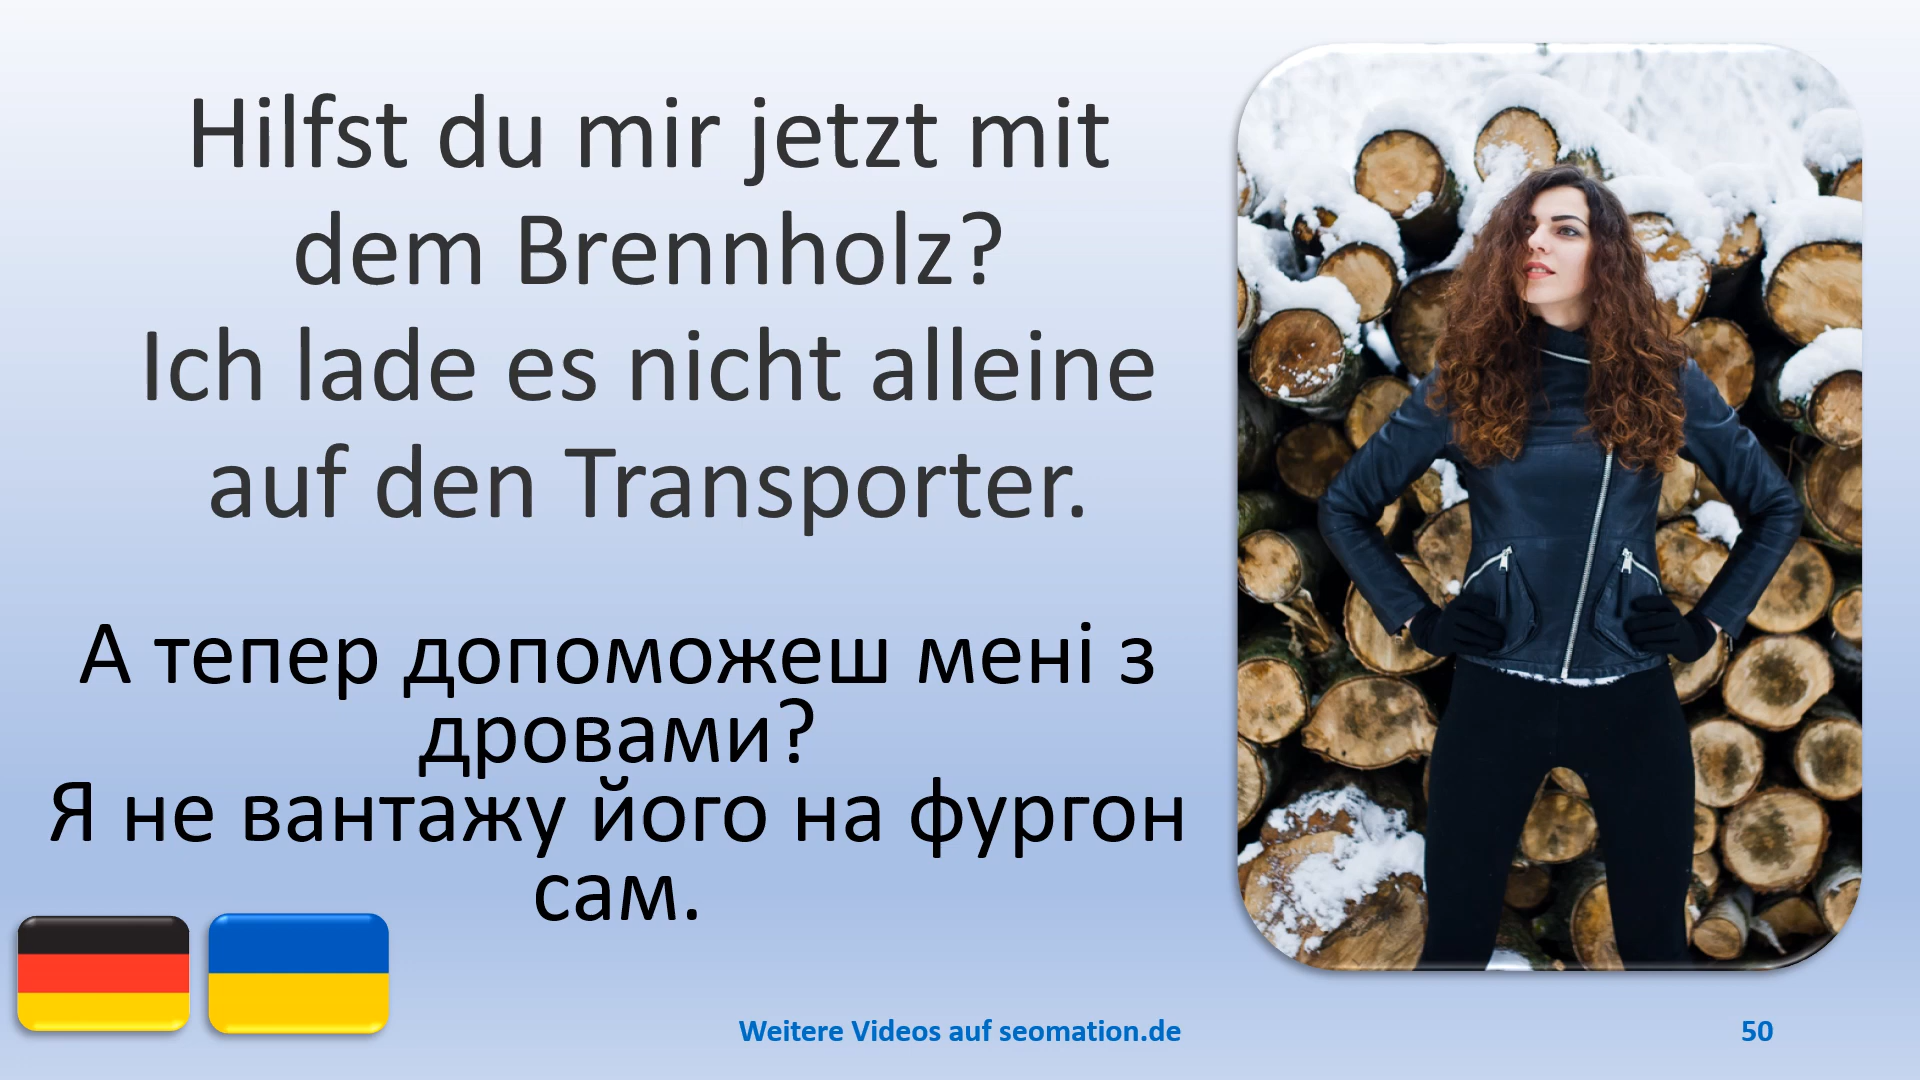 Hilfst du mir jetzt mit
dem Brennholz?
Ich lade es nicht alleine
auf den Transporter.
А тепер допоможеш мені з
дровами?
Я не вантажу його на фургон
сам.
Weitere Videos auf seomation.de
50